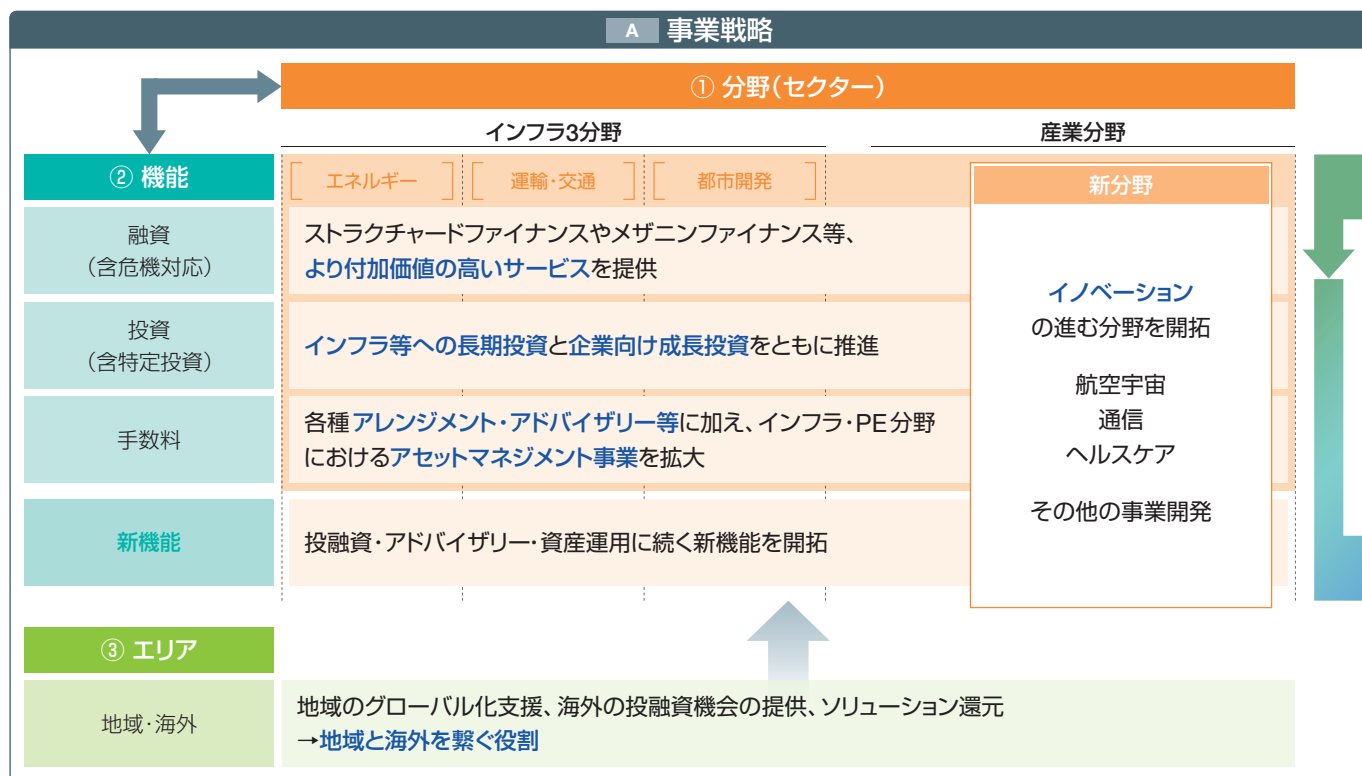 A 事業戦略
① 分野（セクター）
インフラ3分野
産業分野
② 機能
エネルギー
運輸・交通
都市開発
新分野
融資
（含危機対応）
ストラクチャードファイナンスやメザニンファイナンス等、
より付加価値の高いサービスを提供
投資
（含特定投資）
インフラ等への長期投資と企業向け成長投資をともに推進
手数料
各種アレンジメント・アドバイザリー等に加え、インフラ・PE分野
におけるアセットマネジメント事業を拡大
新機能
投融資・アドバイザリー・資産運用に続く新機能を開拓
イノベーション
の進む分野を開拓
航空宇宙
通信
ヘルスケア
その他の事業開発
③ エリア
地域・海外
地域のグローバル化支援、海外の投融資機会の提供、ソリューション還元
→地域と海外を繋ぐ役割